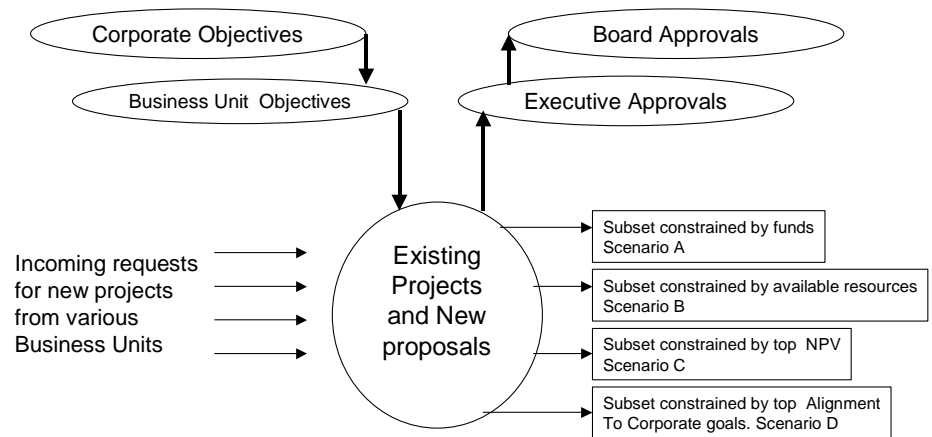 Corporate Objectives
Board Approvals
Business Unit Objectives
Executive Approvals
Incoming requests
for new projects
from various
Business Units
Existing
Projects
and New
proposals
Subset constrained by funds
Scenario A
Subset constrained by available resources
Scenario B
Subset constrained by top NPV
Scenario C
Subset constrained by top Alignment
To Corporate goals. Scenario D